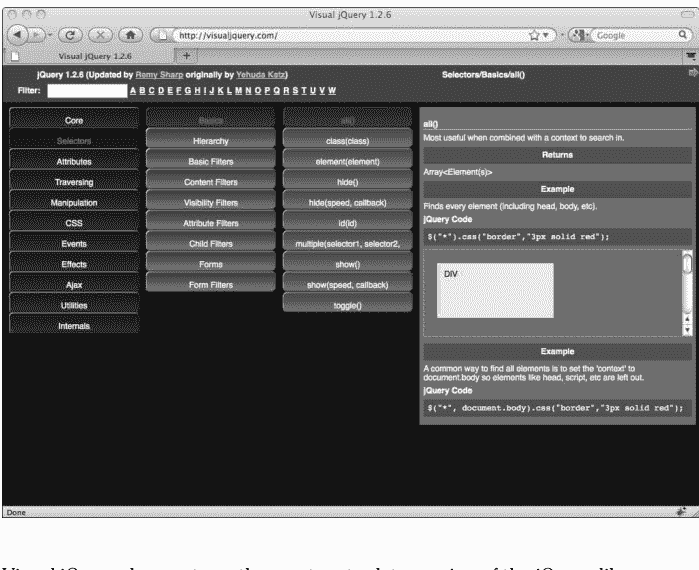 Visual jQuery 1.2.6
http://visualjquery.com/
Google
Visual jQuery 1.2.6
jQuery 1.2.6 (Updated by Remy Sharp originally by Yehuda Katz)
Selectors/Basics/all()
Filter:
A B C D E F G H I J K L M N O P Q R S T U V W
Core
Selectors
Attributes
Traversing
Manipulation
CSS
Events
Effects
Ajax
Utilities
Internals
Basics
Hierarchy
Basic Filters
Content Filters
Visibility Filters
Attribute Filters
Child Filters
Forms
Form Filters
all()
class(class)
element(element)
hide()
hide(speed, callback)
id(id)
multiple(selector1, selector2,
show()
show(speed, callback)
toggle()
all()
Most useful when combined with a context to search in.
Returns
Array<Element(s)>
Example
Finds every element (including head, body, etc).
jQuery Code
$("*").css("border","3px solid red");
DIV
Example
A common way to find all elements is to set the 'context' to
document.body so elements like head, script, etc are left out.
jQuery Code
$("*", document.body).css("border","3px solid red");
Done